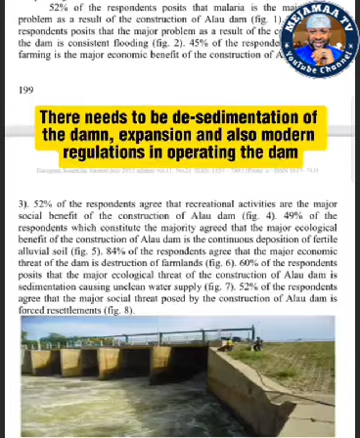 52% of the respondents posits that malaria is the
problem as a result of the construction of Alau dam (fig. 1).
respondents posits that the major problem as a result of the
the dam is consistent flooding (fig. 2). 45% of the
farming is the major economic benefit of the construction of
MEJAMAA TV
YouTube Channel
199
There needs to be de-sedimentation of
the damn, expansion and also modern
regulations in operating the dam
3). 52% of the respondents agree that recreational activities are the major
social benefit of the construction of Alau dam (fig. 4). 49% of the
respondents which constitute the majority agreed that the major ecological
benefit of the construction of Alau dam is the continuous deposition of fertile
alluvial soil (fig. 5). 84% of the respondents agree that the major economic
threat of the dam is destruction of farmlands (fig. 6). 60% of the respondents
posits that the major ecological threat of the construction of Alau dam is
sedimentation causing unclean water supply (fig. 7). 52% of the respondents
agree that the major social threat posed by the construction of Alau dam is
forced resettlements (fig. 8).